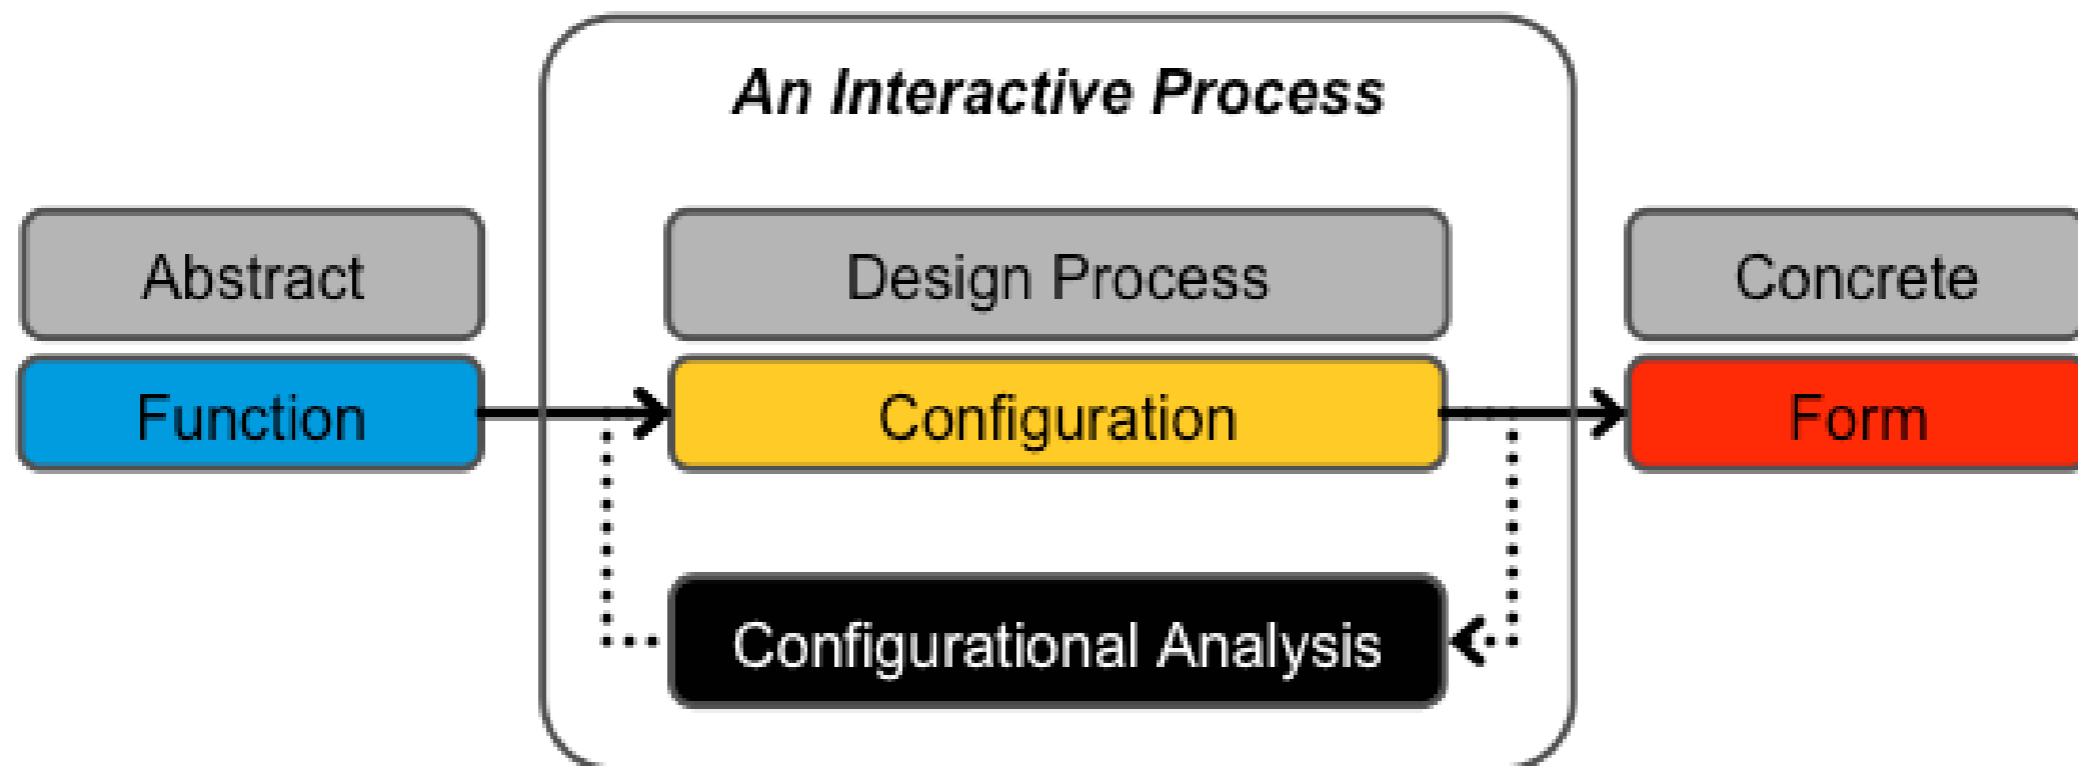 An Interactive Process
Abstract
Design Process
Concrete
Function
Configuration
Form
Configurational Analysis